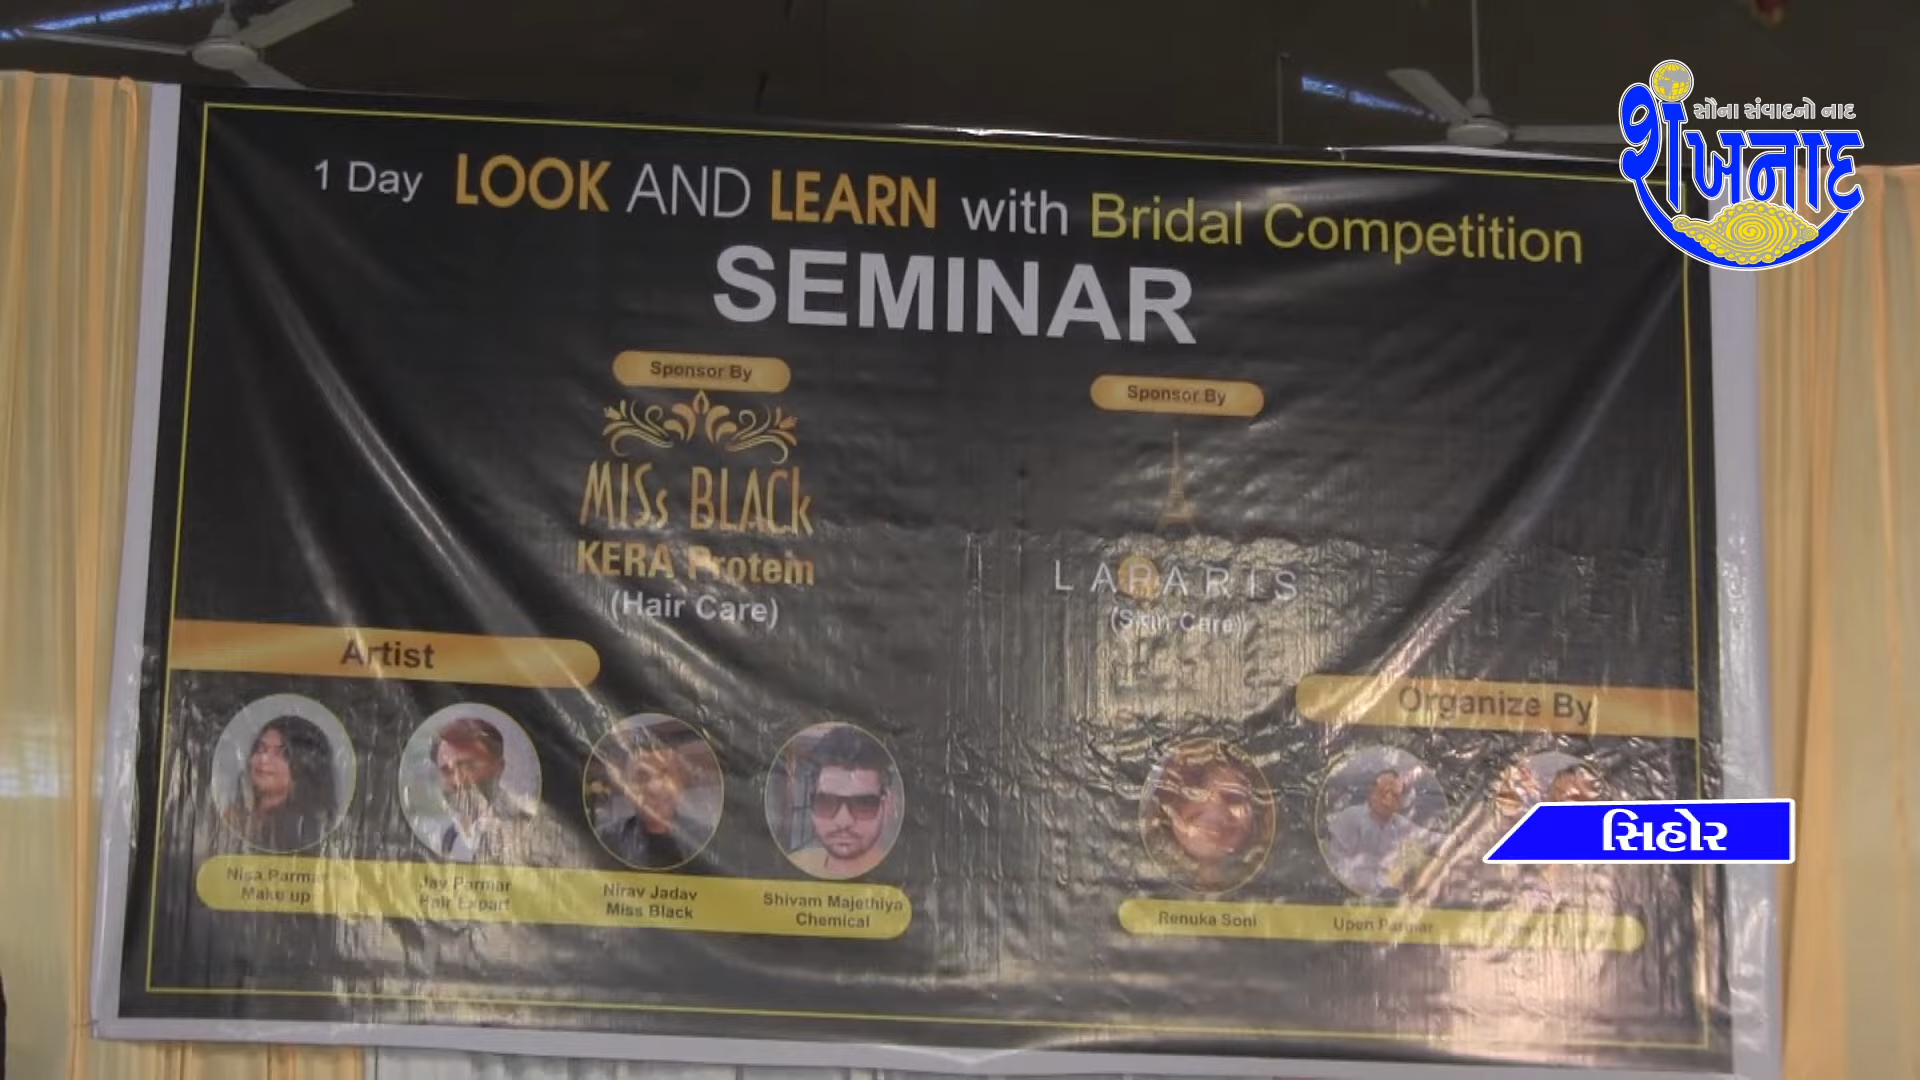 સૌના સંવાદનો નાદ
શંખનાદ
1 Day LOOK AND LEARN with Bridal Competition
SEMINAR
Sponsor By
MISs BLACk
KERA Protein
(Hair Care)
Sponsor By
LAPARIS
(Skin Care)
Artist
Nisa Parmar
Make up
Jay Parmar
Hair Expart
Nirav Jadav
Miss Black
Shivam Majethiya
Chemical
Organize By
Renuka Soni
Upen Parmar
સિહોર